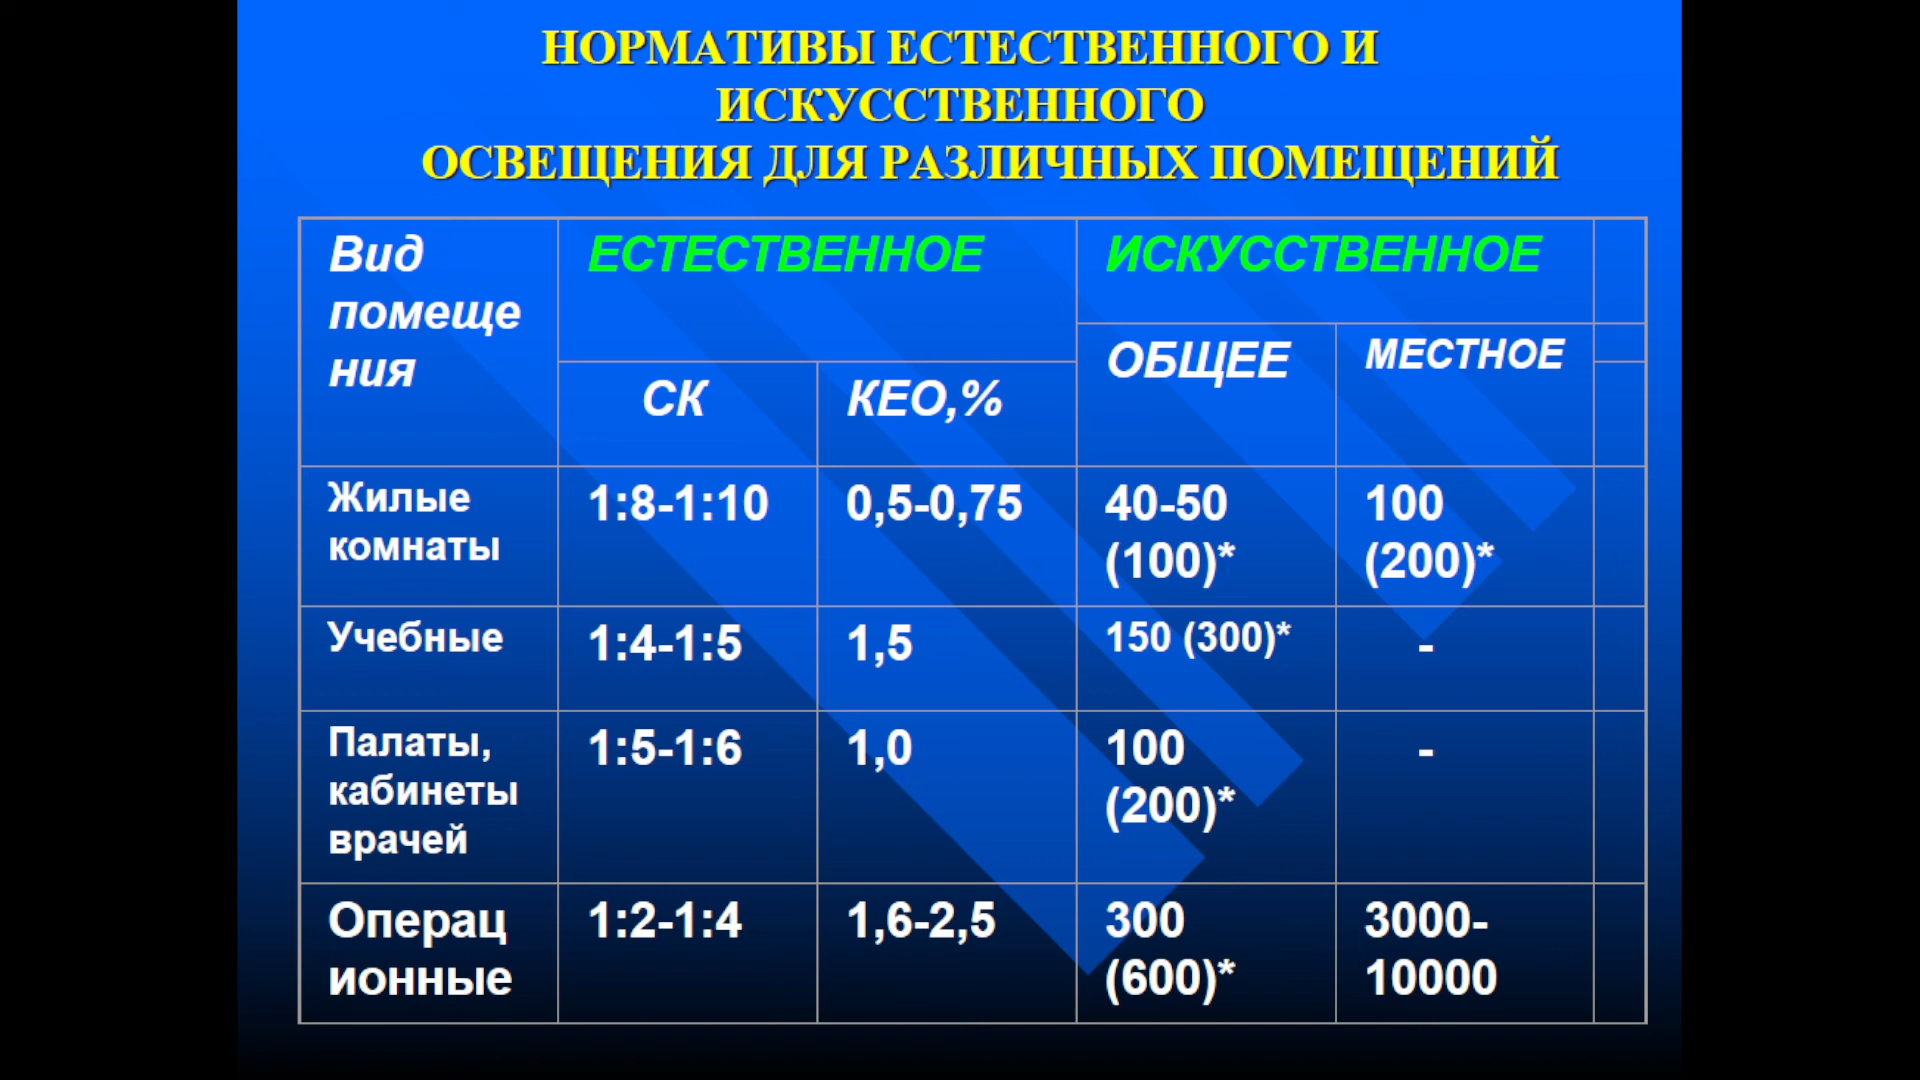 НОРМАТИВЫ ЕСТЕСТВЕННОГО И
ИСКУССТВЕННОГО
ОСВЕЩЕНИЯ ДЛЯ РАЗЛИЧНЫХ ПОМЕЩЕНИЙ
Вид
помеще
ния
ЕСТЕСТВЕННОЕ
ИСКУССТВЕННОЕ
СК
КЕО,%
ОБЩЕЕ
МЕСТНОЕ
Жилые
комнаты
1:8-1:10
0,5-0,75
40-50
(100)*
100
(200)*
Учебные
1:4-1:5
1,5
150 (300)*
-
Палаты,
кабинеты
врачей
1:5-1:6
1,0
100
(200)*
-
Операц
ионные
1:2-1:4
1,6-2,5
300
(600)*
3000-
10000